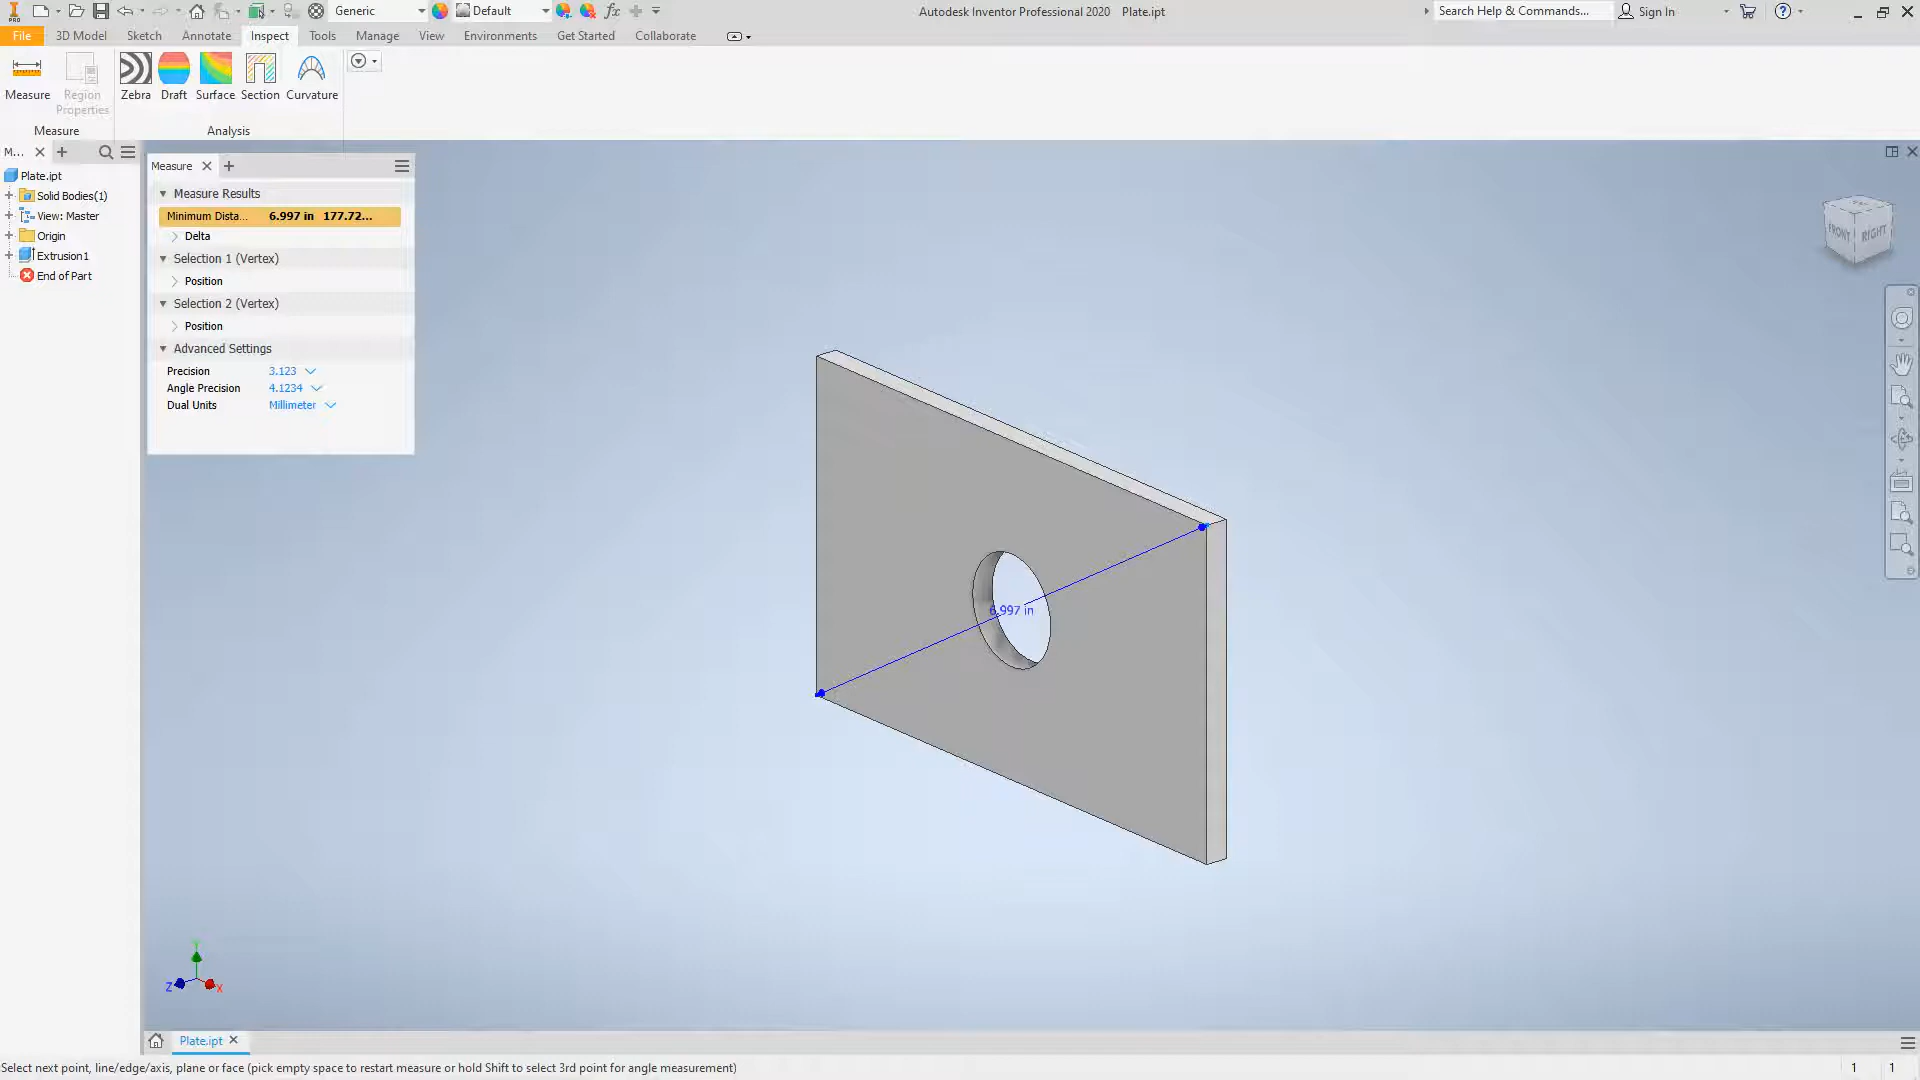 PRO
Generic
Default
fx
Autodesk Inventor Professional 2020 Plate.ipt
Search Help & Commands...
Sign In
File 3D Model Sketch Annotate Inspect Tools Manage View Environments Get Started Collaborate
Measure
Region
Properties
Zebra Draft Surface Section Curvature
Measure
Analysis
M...
Measure
Plate.ipt
Solid Bodies(1)
View: Master
Origin
Extrusion1
End of Part
Measure Results
Minimum Dista... 6.997 in 177.72...
Delta
Selection 1 (Vertex)
Position
Selection 2 (Vertex)
Position
Advanced Settings
Precision 3.123
Angle Precision 4.1234
Dual Units Millimeter
FRONT RIGHT
6.997 in
Y
Z
X
Plate.ipt
Select next point, line/edge/axis, plane or face (pick empty space to restart measure or hold Shift to select 3rd point for angle measurement)
1 1